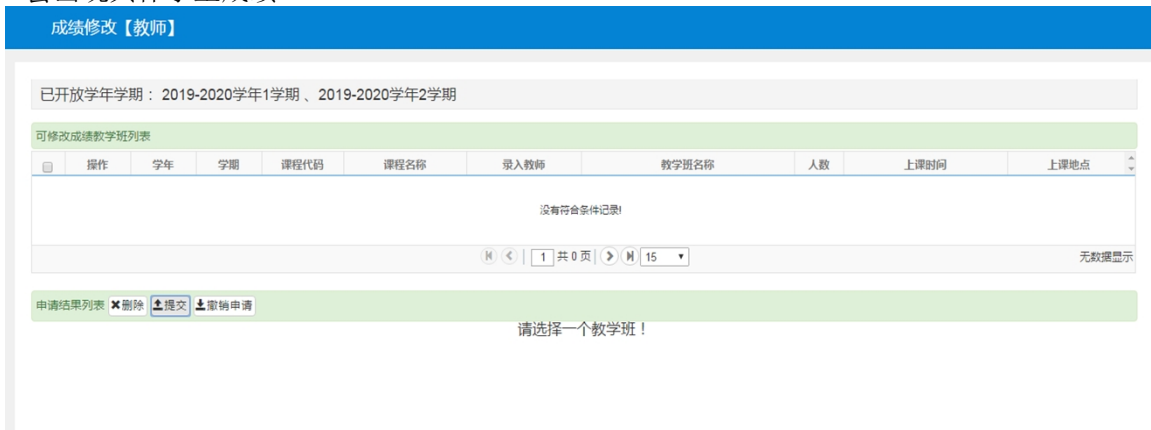 成绩修改【教师】
已开放学年学期： 2019-2020学年1学期 、2019-2020学年2学期
可修改成绩教学班列表
操作 学年 学期 课程代码 课程名称 录入教师 教学班名称 人数 上课时间 上课地点
没有符合条件记录!
1 共 0 页 15 无数据显示
申请结果列表 删除 提交 撤销申请
请选择一个教学班！